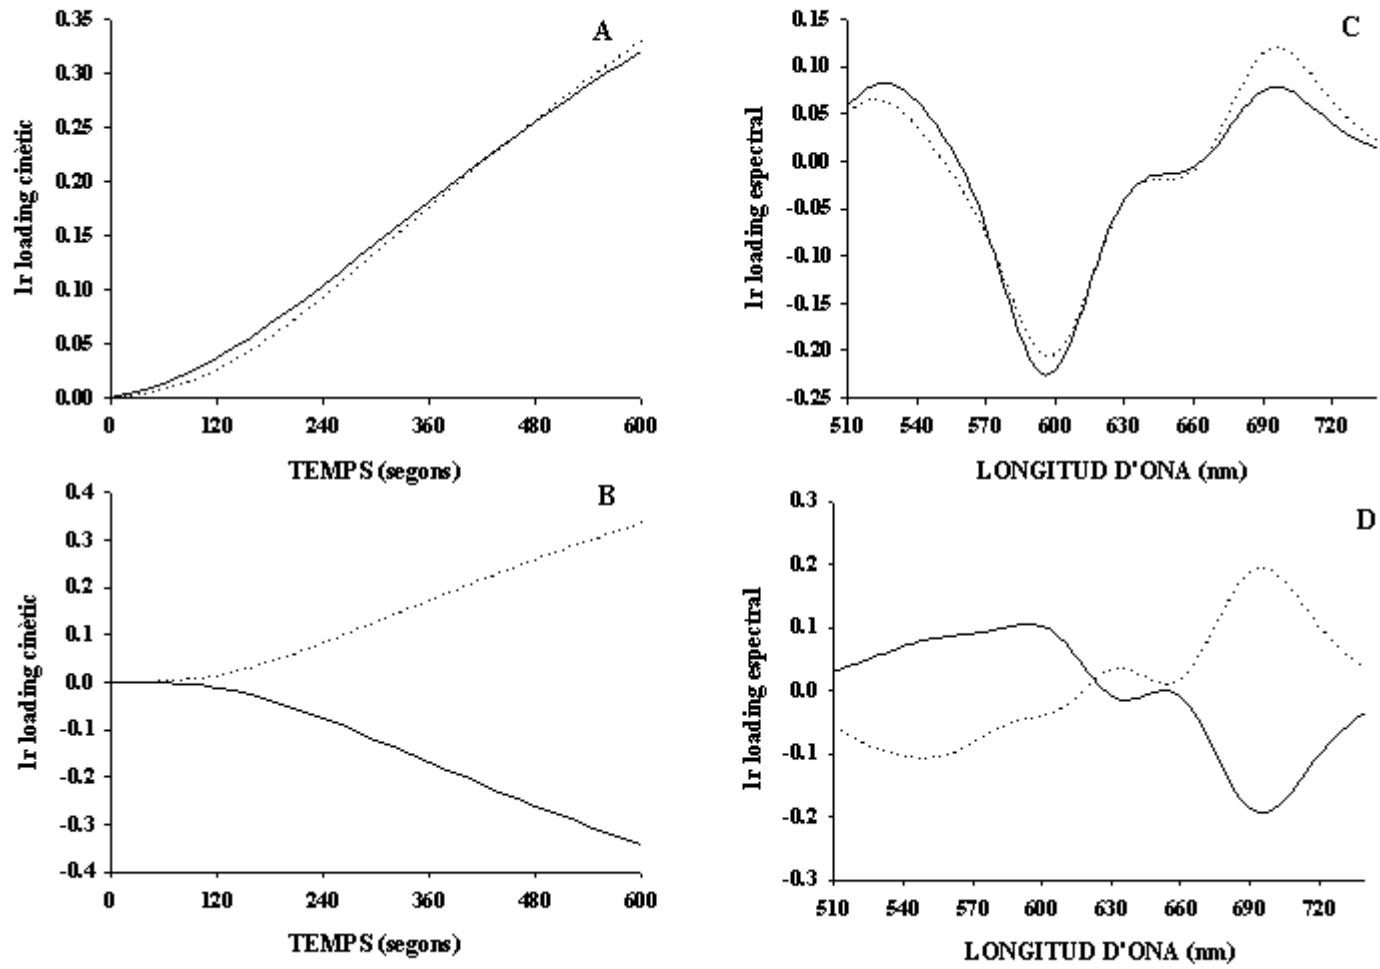 A
0.35
0.30
0.25
0.20
0.15
0.10
0.05
0.00
1r loading cinètic
0 120 240 360 480 600
TEMPS (segons)
C
0.15
0.10
0.05
0.00
-0.05
-0.10
-0.15
-0.20
-0.25
1r loading espectral
510 540 570 600 630 660 690 720
LONGITUD D'ONA (nm)
B
0.4
0.3
0.2
0.1
0.0
-0.1
-0.2
-0.3
-0.4
1r loading cinètic
0 120 240 360 480 600
TEMPS (segons)
D
0.3
0.2
0.1
0.0
-0.1
-0.2
-0.3
1r loading espectral
510 540 570 600 630 660 690 720
LONGITUD D'ONA (nm)